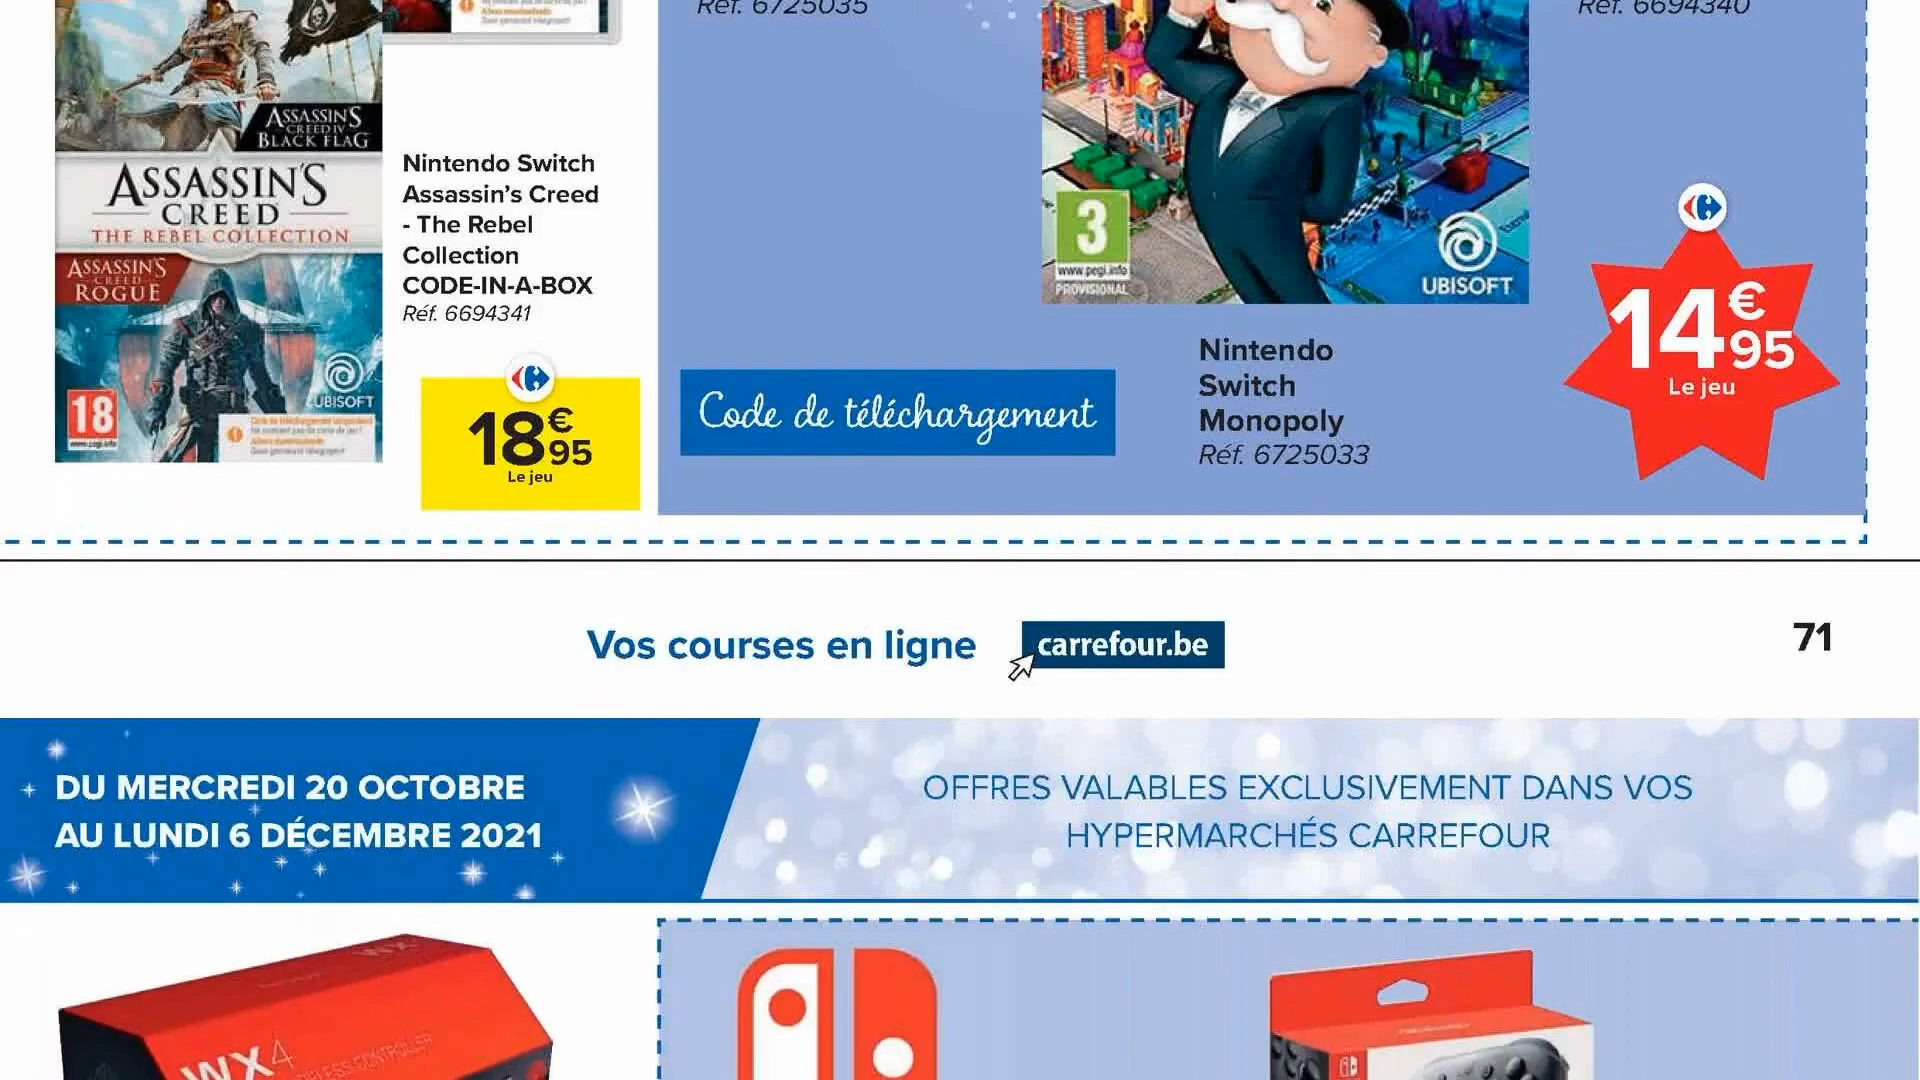 Réf. 6725035
Réf. 6694340
ASSASSIN'S
CREED IV
BLACK FLAG
ASSASSIN'S
CREED
THE REBEL COLLECTION
ASSASSIN'S
CREED
ROGUE
18
www.pegi.info
UBISOFT
Nintendo Switch
Assassin's Creed
- The Rebel
Collection
CODE-IN-A-BOX
Réf. 6694341
18€95
Le jeu
Code de téléchargement
3
www.pegi.info
PROVISIONAL
UBISOFT
Nintendo
Switch
Monopoly
Réf. 6725033
14€95
Le jeu
Vos courses en ligne
carrefour.be
71
DU MERCREDI 20 OCTOBRE
AU LUNDI 6 DÉCEMBRE 2021
OFFRES VALABLES EXCLUSIVEMENT DANS VOS
HYPERMARCHÉS CARREFOUR
WX
WX4